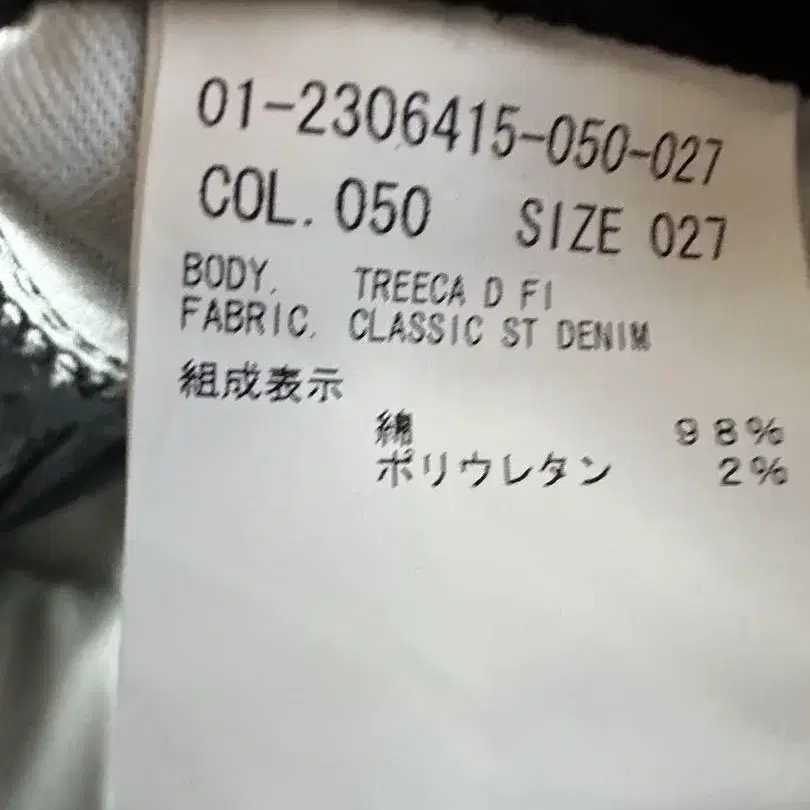 01-2306415-050-027
COL. 050 SIZE 027
BODY. TREECA D FI
FABRIC. CLASSIC ST DENIM
組成表示
綿 98%
ポリウレタン 2%